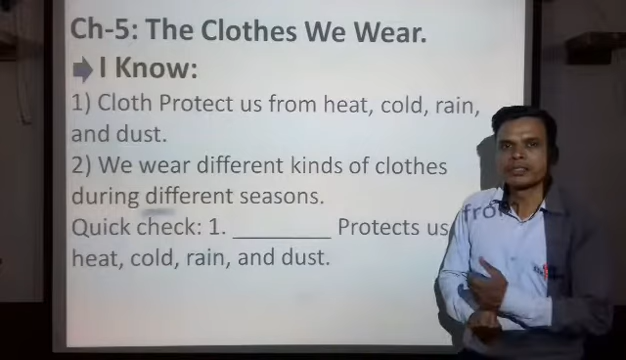 Ch-5: The Clothes We Wear.
I Know:
1) Cloth Protect us from heat, cold, rain,
and dust.
2) We wear different kinds of clothes
during different seasons.
Quick check: 1. ________ Protects us from
heat, cold, rain, and dust.